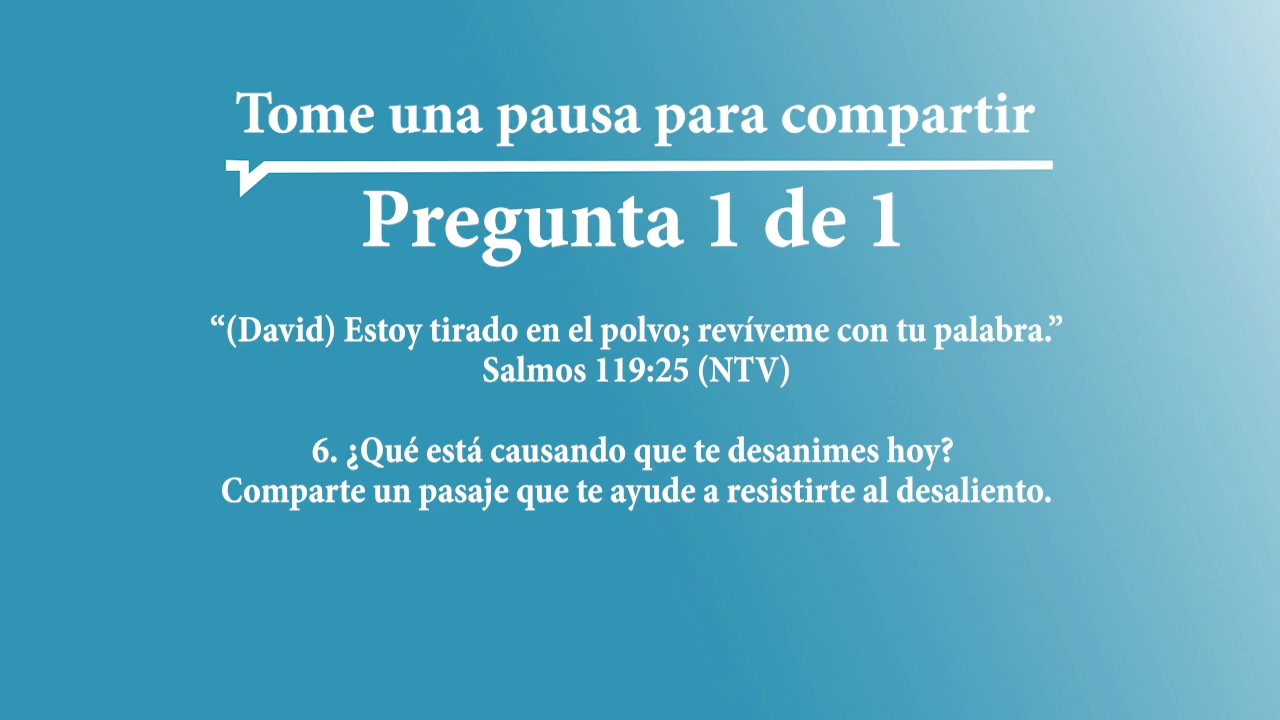 Tome una pausa para compartir
Pregunta 1 de 1
“(David) Estoy tirado en el polvo; revíveme con tu palabra.”
Salmos 119:25 (NTV)
6. ¿Qué está causando que te desanimes hoy?
Comparte un pasaje que te ayude a resistirte al desaliento.